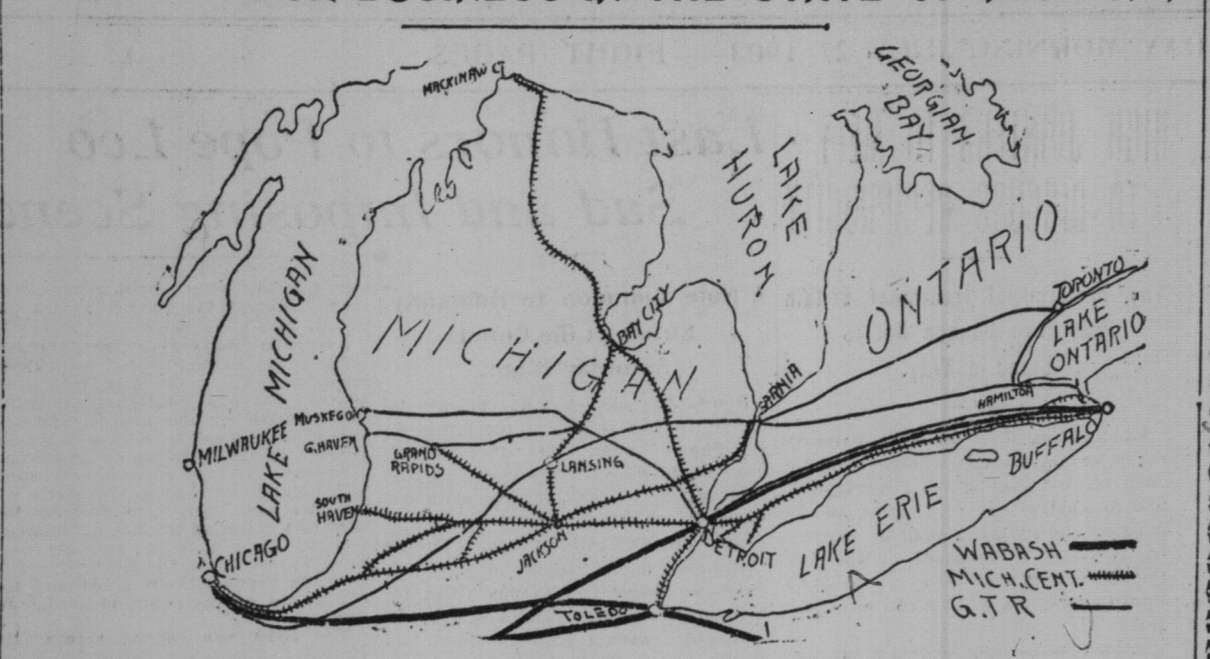 MACKINAW CY
GEORGIAN
BAY
LAKE
HURON.
ONTARIO
TORONTO
LAKE
ONTARIO
BAY CITY
MICHIGAN
LAKE MICHIGAN
SARNIA
HAMILTON
MUSKEGON
MILWAUKEE
G.HAVEN
GRAND
RAPIDS
LANSING
BUFFALO
SOUTH
HAVEN
JACKSON
DETROIT
LAKE ERIE
CHICAGO
TOLEDO
WABASH
MICH.CENT.
G.T.R